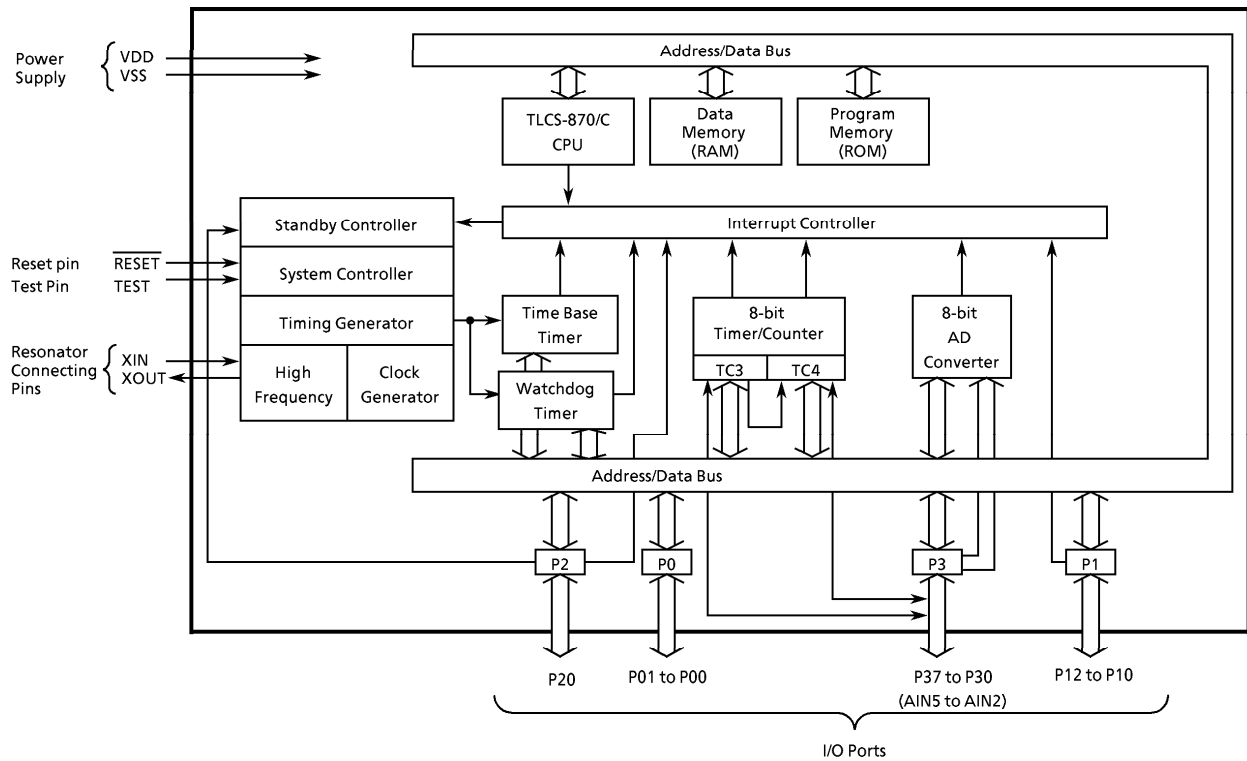 Address/Data Bus
Power
Supply
VDD
VSS
TLCS-870/C
CPU
Data
Memory
(RAM)
Program
Memory
(ROM)
Standby Controller
Interrupt Controller
Reset pin
RESET
Test Pin
TEST
System Controller
Timing Generator
Time Base
Timer
8-bit
Timer/Counter
TC3
TC4
8-bit
AD
Converter
Resonator
Connecting
Pins
XIN
XOUT
High
Frequency
Clock
Generator
Watchdog
Timer
Address/Data Bus
P2
P0
P3
P1
P20
P01 to P00
P37 to P30
(AIN5 to AIN2)
P12 to P10
I/O Ports